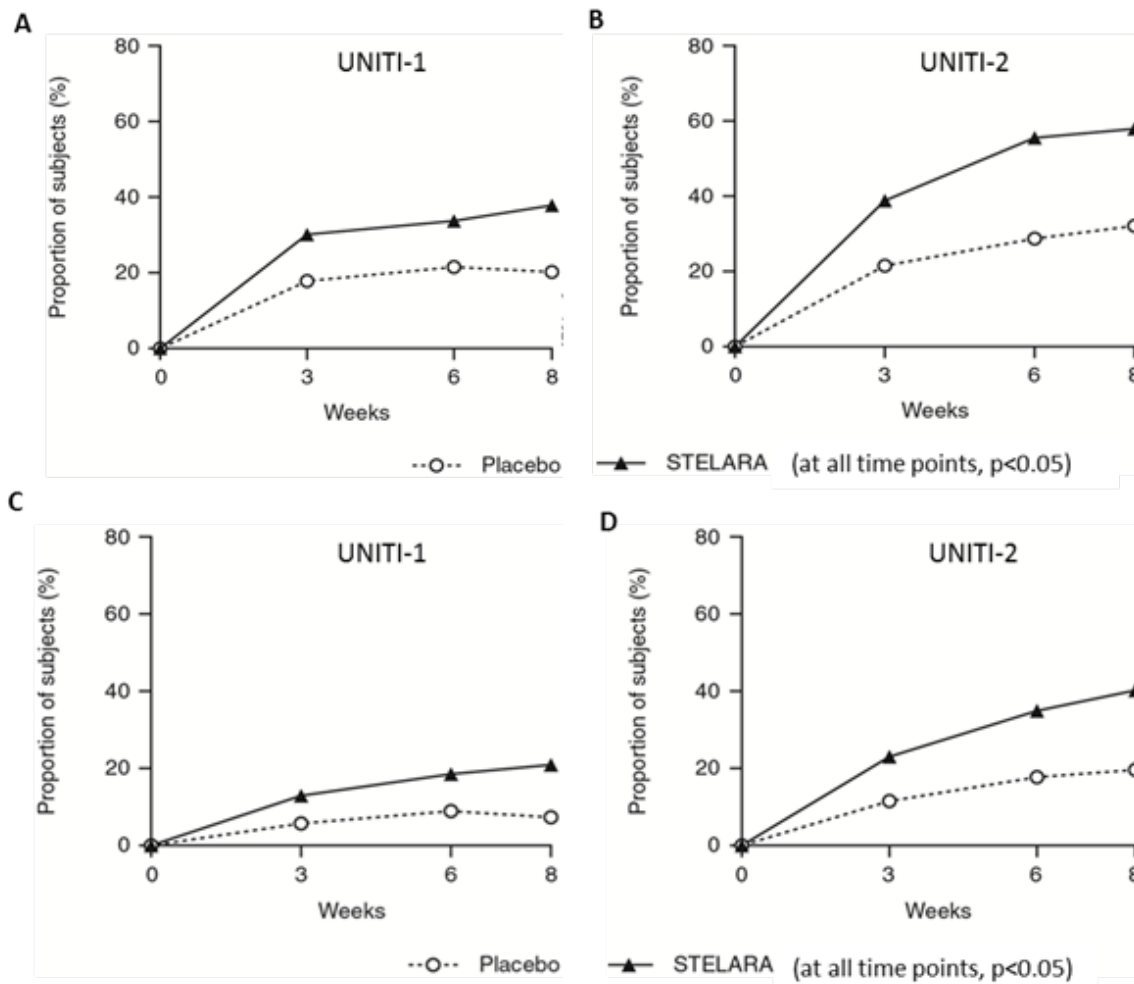 A
UNITI-1
Proportion of subjects (%)
80
60
40
20
0
0 3 6 8
Weeks
B
UNITI-2
Proportion of subjects (%)
80
60
40
20
0
0 3 6 8
Weeks
Placebo STELARA (at all time points, p<0.05)
C
UNITI-1
Proportion of subjects (%)
80
60
40
20
0
0 3 6 8
Weeks
D
UNITI-2
Proportion of subjects (%)
80
60
40
20
0
0 3 6 8
Weeks
Placebo STELARA (at all time points, p<0.05)